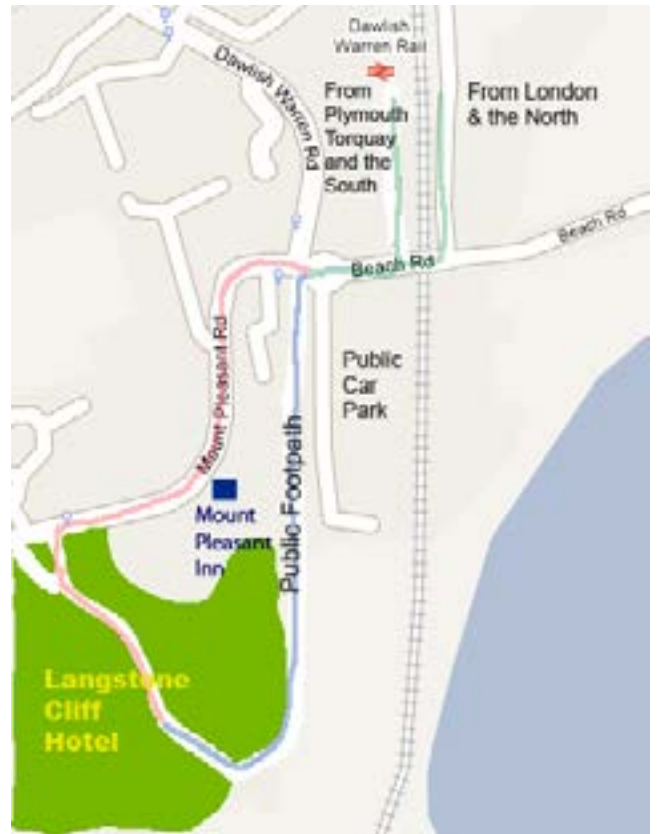 Dawlish
Warren Rail
Dawlish Warren Rd
From
Plymouth
Torquay
and the
South
From London
& the North
Beach Rd
Beach Rd
Mount Pleasant Rd
Public
Car
Park
Public Footpath
Mount
Pleasant
Inn
Langstone
Cliff
Hotel